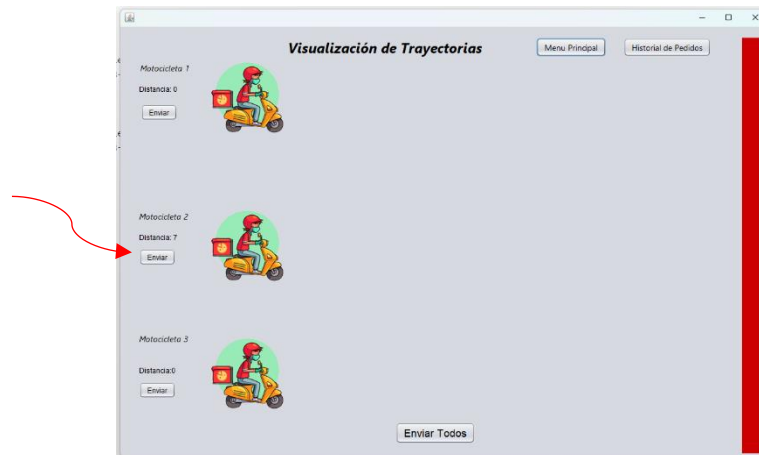 Visualización de Trayectorias
Menu Principal
Historial de Pedidos
Motocicleta 1
Distancia: 0
Enviar
Motocicleta 2
Distancia: 7
Enviar
Motocicleta 3
Distancia:0
Enviar
Enviar Todos